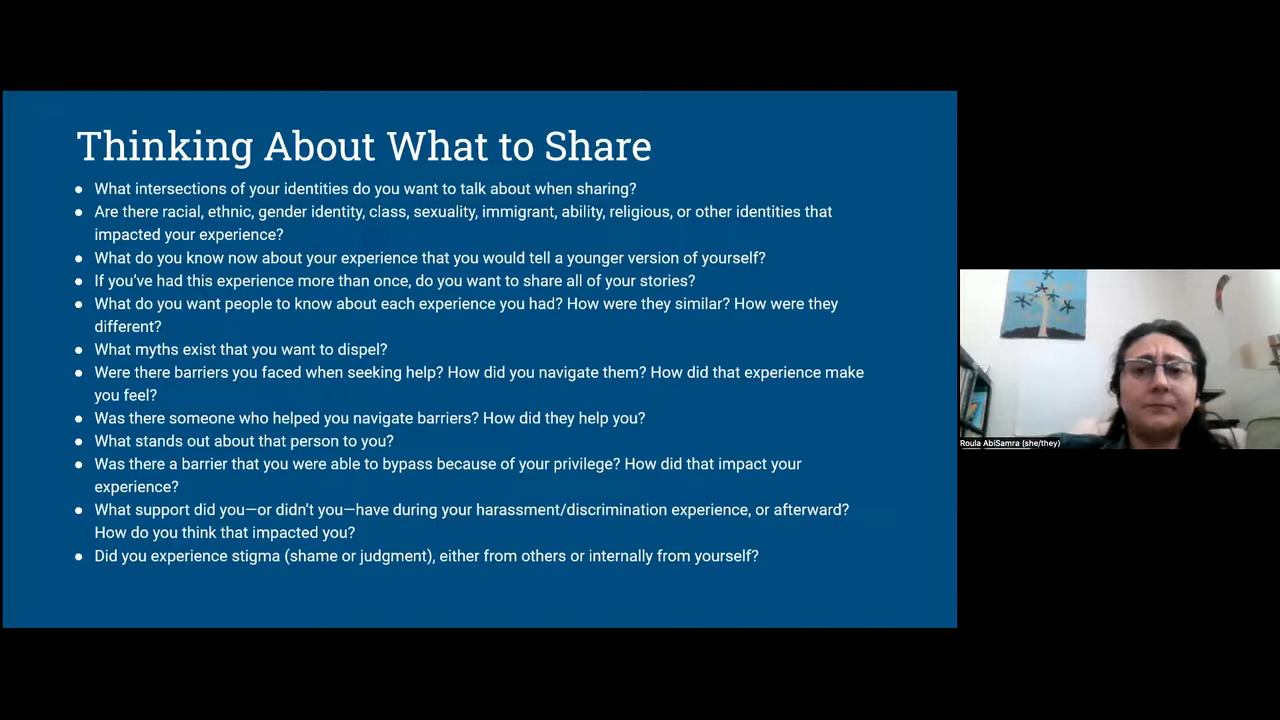 Thinking About What to Share
● What intersections of your identities do you want to talk about when sharing?
● Are there racial, ethnic, gender identity, class, sexuality, immigrant, ability, religious, or other identities that
impacted your experience?
● What do you know now about your experience that you would tell a younger version of yourself?
● If you’ve had this experience more than once, do you want to share all of your stories?
● What do you want people to know about each experience you had? How were they similar? How were they
different?
● What myths exist that you want to dispel?
● Were there barriers you faced when seeking help? How did you navigate them? How did that experience make
you feel?
● Was there someone who helped you navigate barriers? How did they help you?
● What stands out about that person to you?
● Was there a barrier that you were able to bypass because of your privilege? How did that impact your
experience?
● What support did you—or didn’t you—have during your harassment/discrimination experience, or afterward?
How do you think that impacted you?
● Did you experience stigma (shame or judgment), either from others or internally from yourself?
Roula AbiSamra (she/they)